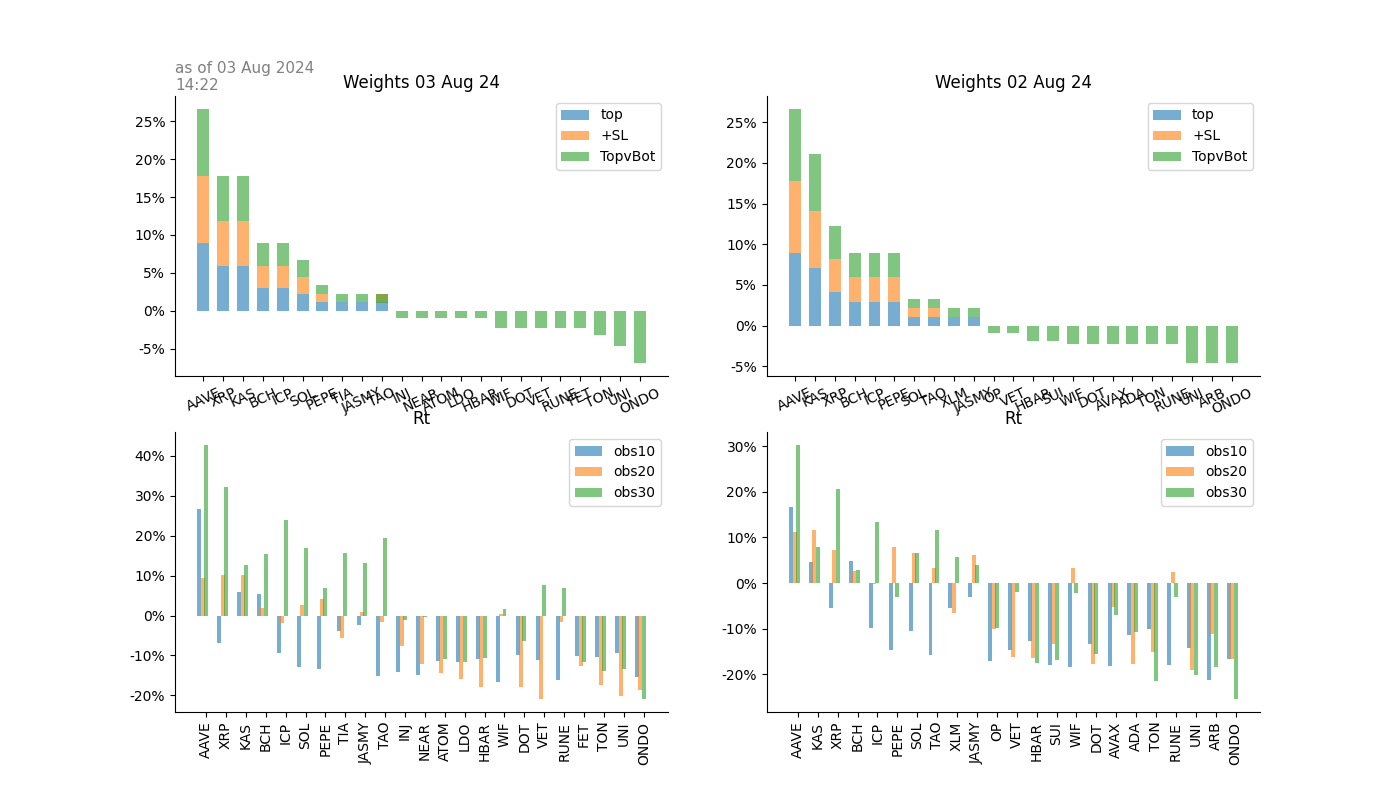 as of 03 Aug 2024
14:22
Weights 03 Aug 24
25%
20%
15%
10%
5%
0%
-5%
top
+SL
TopvBot
AAVE XRP KAS BCH ICP SOL PEPE TIA JASMY TAO INJ NEAR ATOM LDO HBAR WIF DOT VET RUNE FET TON UNI ONDO
Weights 02 Aug 24
25%
20%
15%
10%
5%
0%
-5%
top
+SL
TopvBot
AAVE KAS XRP BCH ICP PEPE SOL TAO XLM JASMY OP VET HBAR SUI WIF DOT AVAX ADA TON RUNE UNI ARB ONDO
Rt
40%
30%
20%
10%
0%
-10%
-20%
obs10
obs20
obs30
AAVE XRP KAS BCH ICP SOL PEPE TIA JASMY TAO INJ NEAR ATOM LDO HBAR WIF DOT VET RUNE FET TON UNI ONDO
Rt
30%
20%
10%
0%
-10%
-20%
obs10
obs20
obs30
AAVE KAS XRP BCH ICP PEPE SOL TAO XLM JASMY OP VET HBAR SUI WIF DOT AVAX ADA TON RUNE UNI ARB ONDO